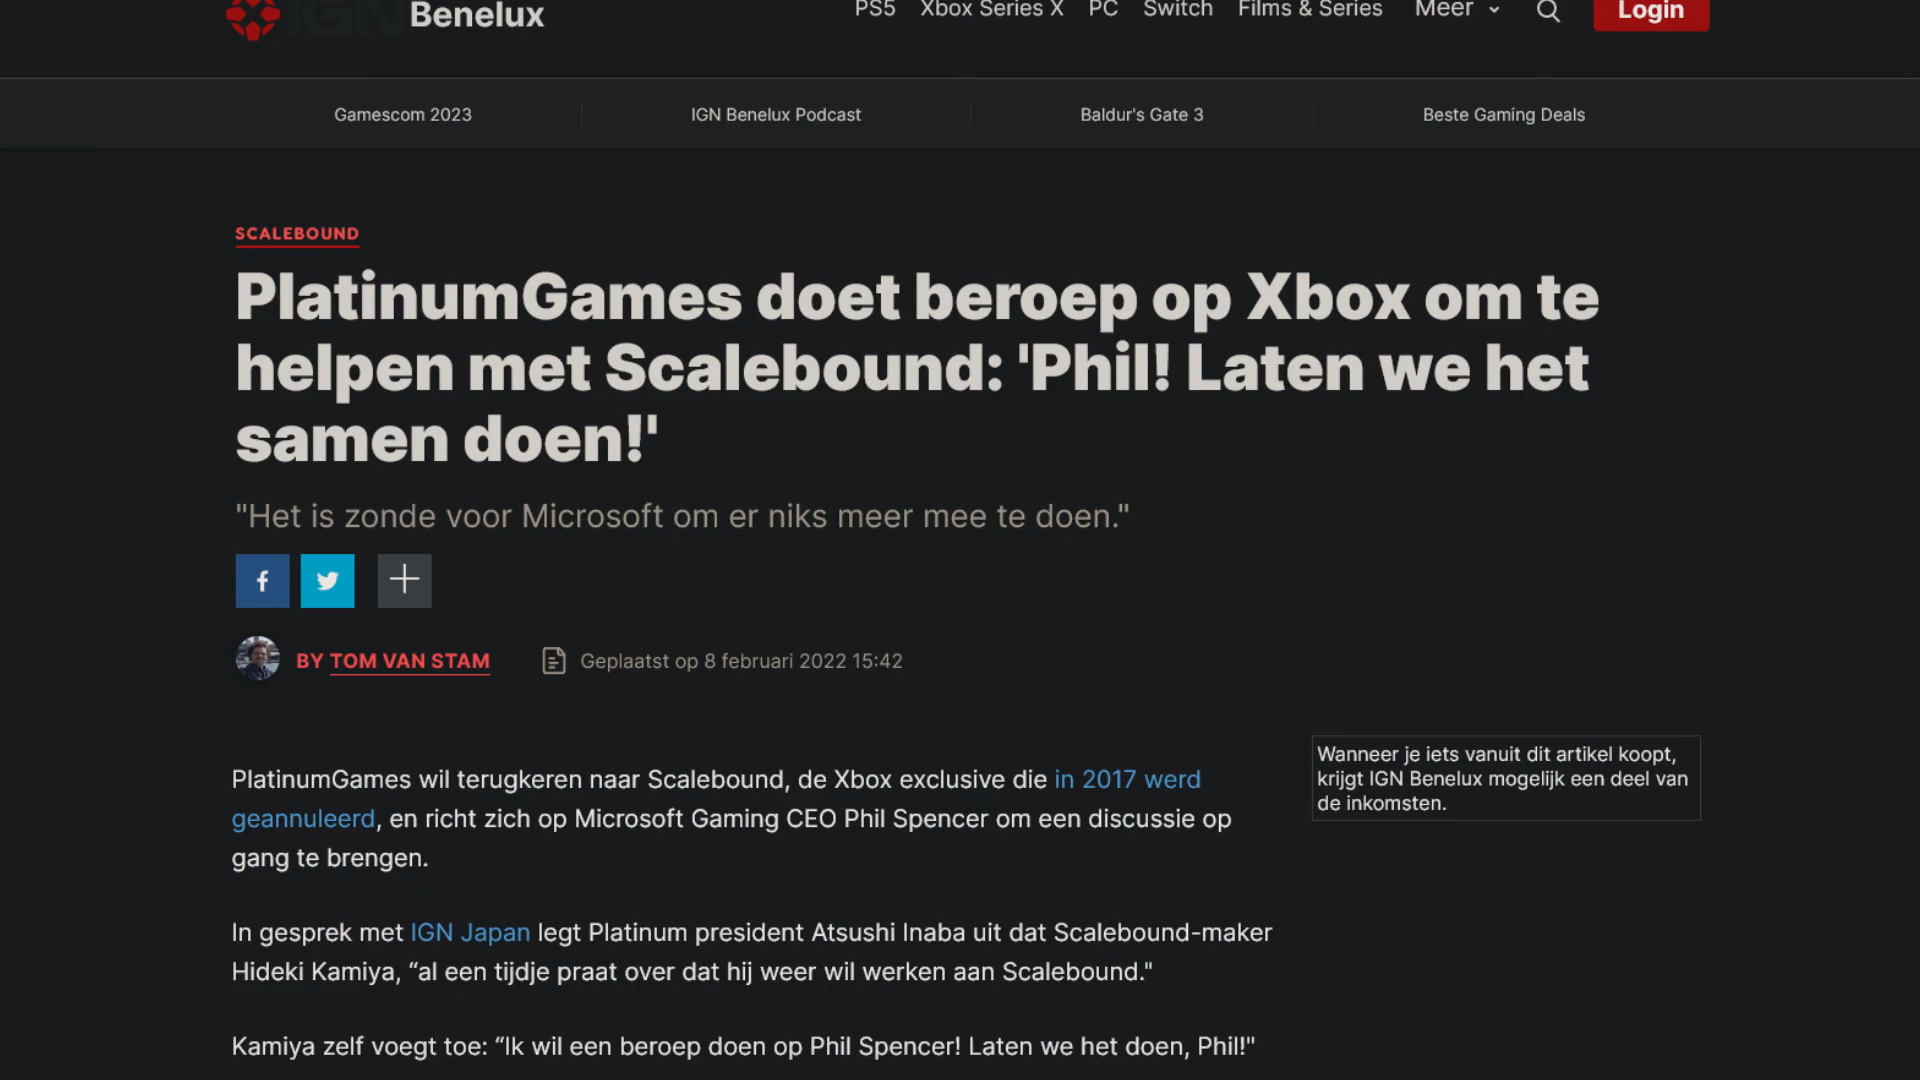 IGN Benelux
PS5 Xbox Series X PC Switch Films & Series Meer Login
Gamescom 2023 IGN Benelux Podcast Baldur's Gate 3 Beste Gaming Deals
SCALEBOUND
PlatinumGames doet beroep op Xbox om te
helpen met Scalebound: 'Phil! Laten we het
samen doen!'
"Het is zonde voor Microsoft om er niks meer mee te doen."
BY TOM VAN STAM Geplaatst op 8 februari 2022 15:42
PlatinumGames wil terugkeren naar Scalebound, de Xbox exclusive die in 2017 werd
geannuleerd, en richt zich op Microsoft Gaming CEO Phil Spencer om een discussie op
gang te brengen.
In gesprek met IGN Japan legt Platinum president Atsushi Inaba uit dat Scalebound-maker
Hideki Kamiya, “al een tijdje praat over dat hij weer wil werken aan Scalebound."
Kamiya zelf voegt toe: “Ik wil een beroep doen op Phil Spencer! Laten we het doen, Phil!"
Wanneer je iets vanuit dit artikel koopt,
krijgt IGN Benelux mogelijk een deel van
de inkomsten.